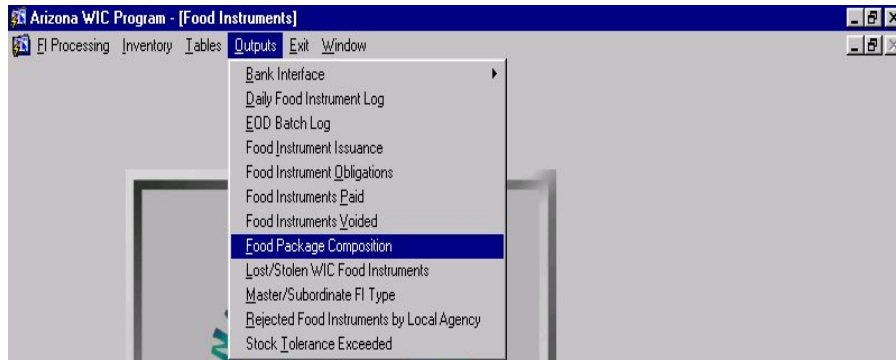 Arizona WIC Program - [Food Instruments]
FI Processing Inventory Tables Outputs Exit Window
Bank Interface
Daily Food Instrument Log
EOD Batch Log
Food Instrument Issuance
Food Instrument Obligations
Food Instruments Paid
Food Instruments Voided
Food Package Composition
Lost/Stolen WIC Food Instruments
Master/Subordinate FI Type
Rejected Food Instruments by Local Agency
Stock Tolerance Exceeded